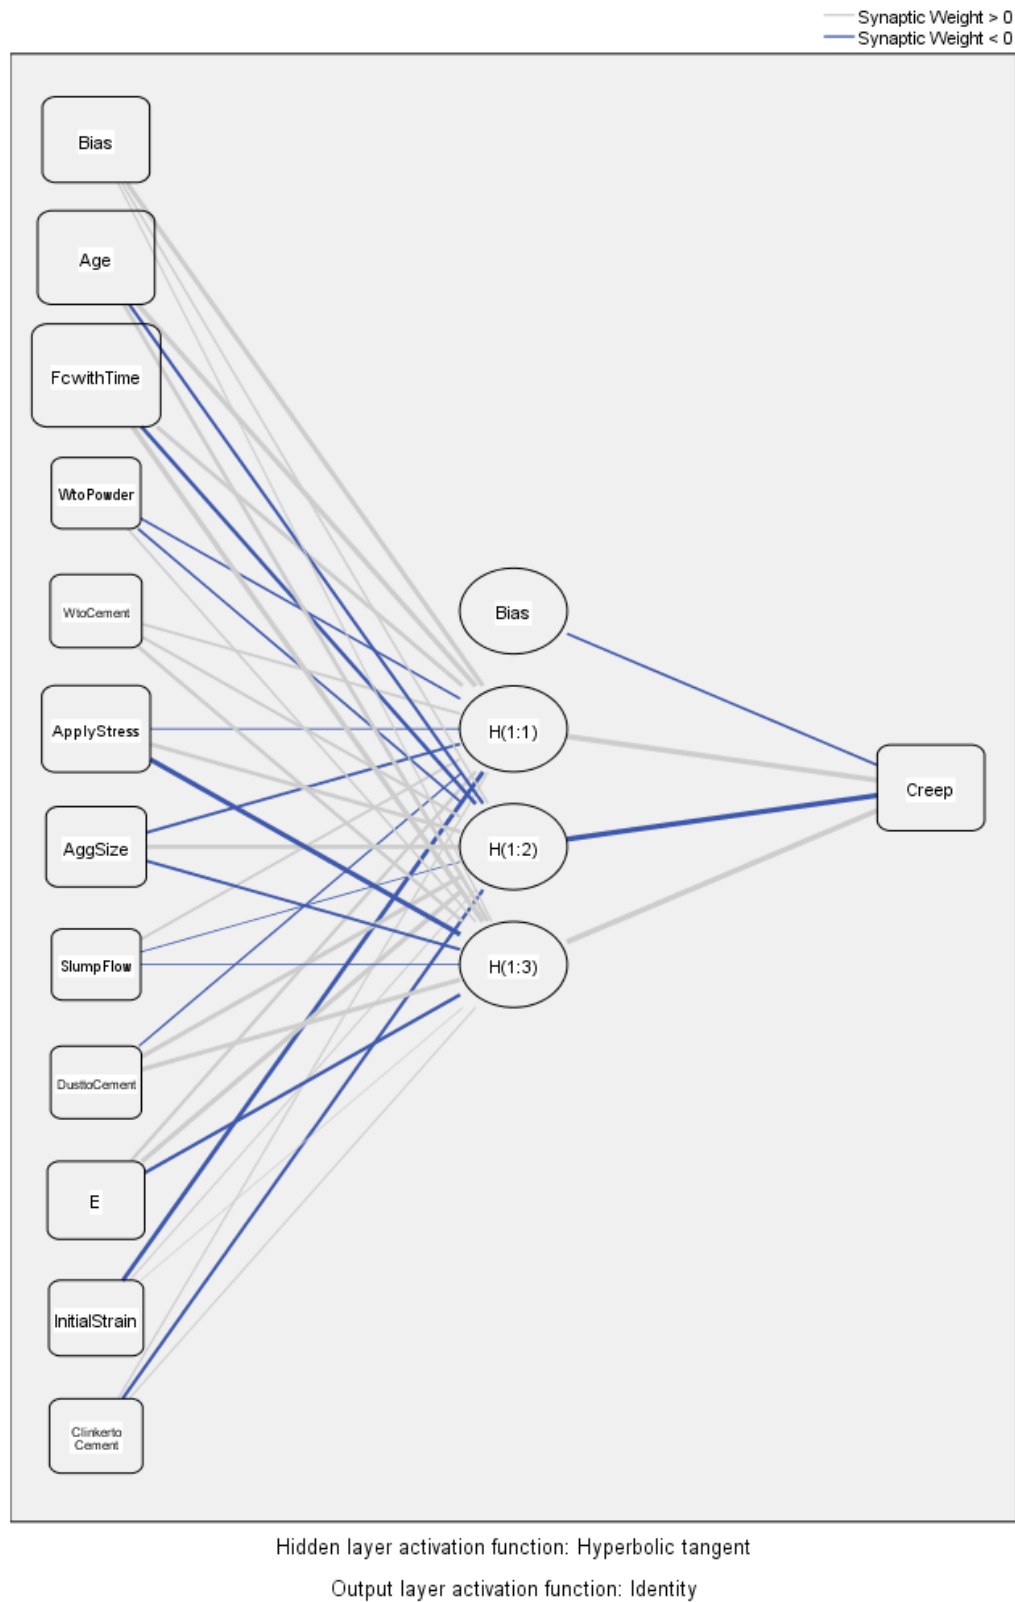 Synaptic Weight > 0
Synaptic Weight < 0
Bias
Age
FcwithTime
WtoPowder
WtoCement
ApplyStress
AggSize
SlumpFlow
DusttoCement
E
InitialStrain
Clinkerto
Cement
Bias
H(1:1)
H(1:2)
H(1:3)
Creep
Hidden layer activation function: Hyperbolic tangent
Output layer activation function: Identity